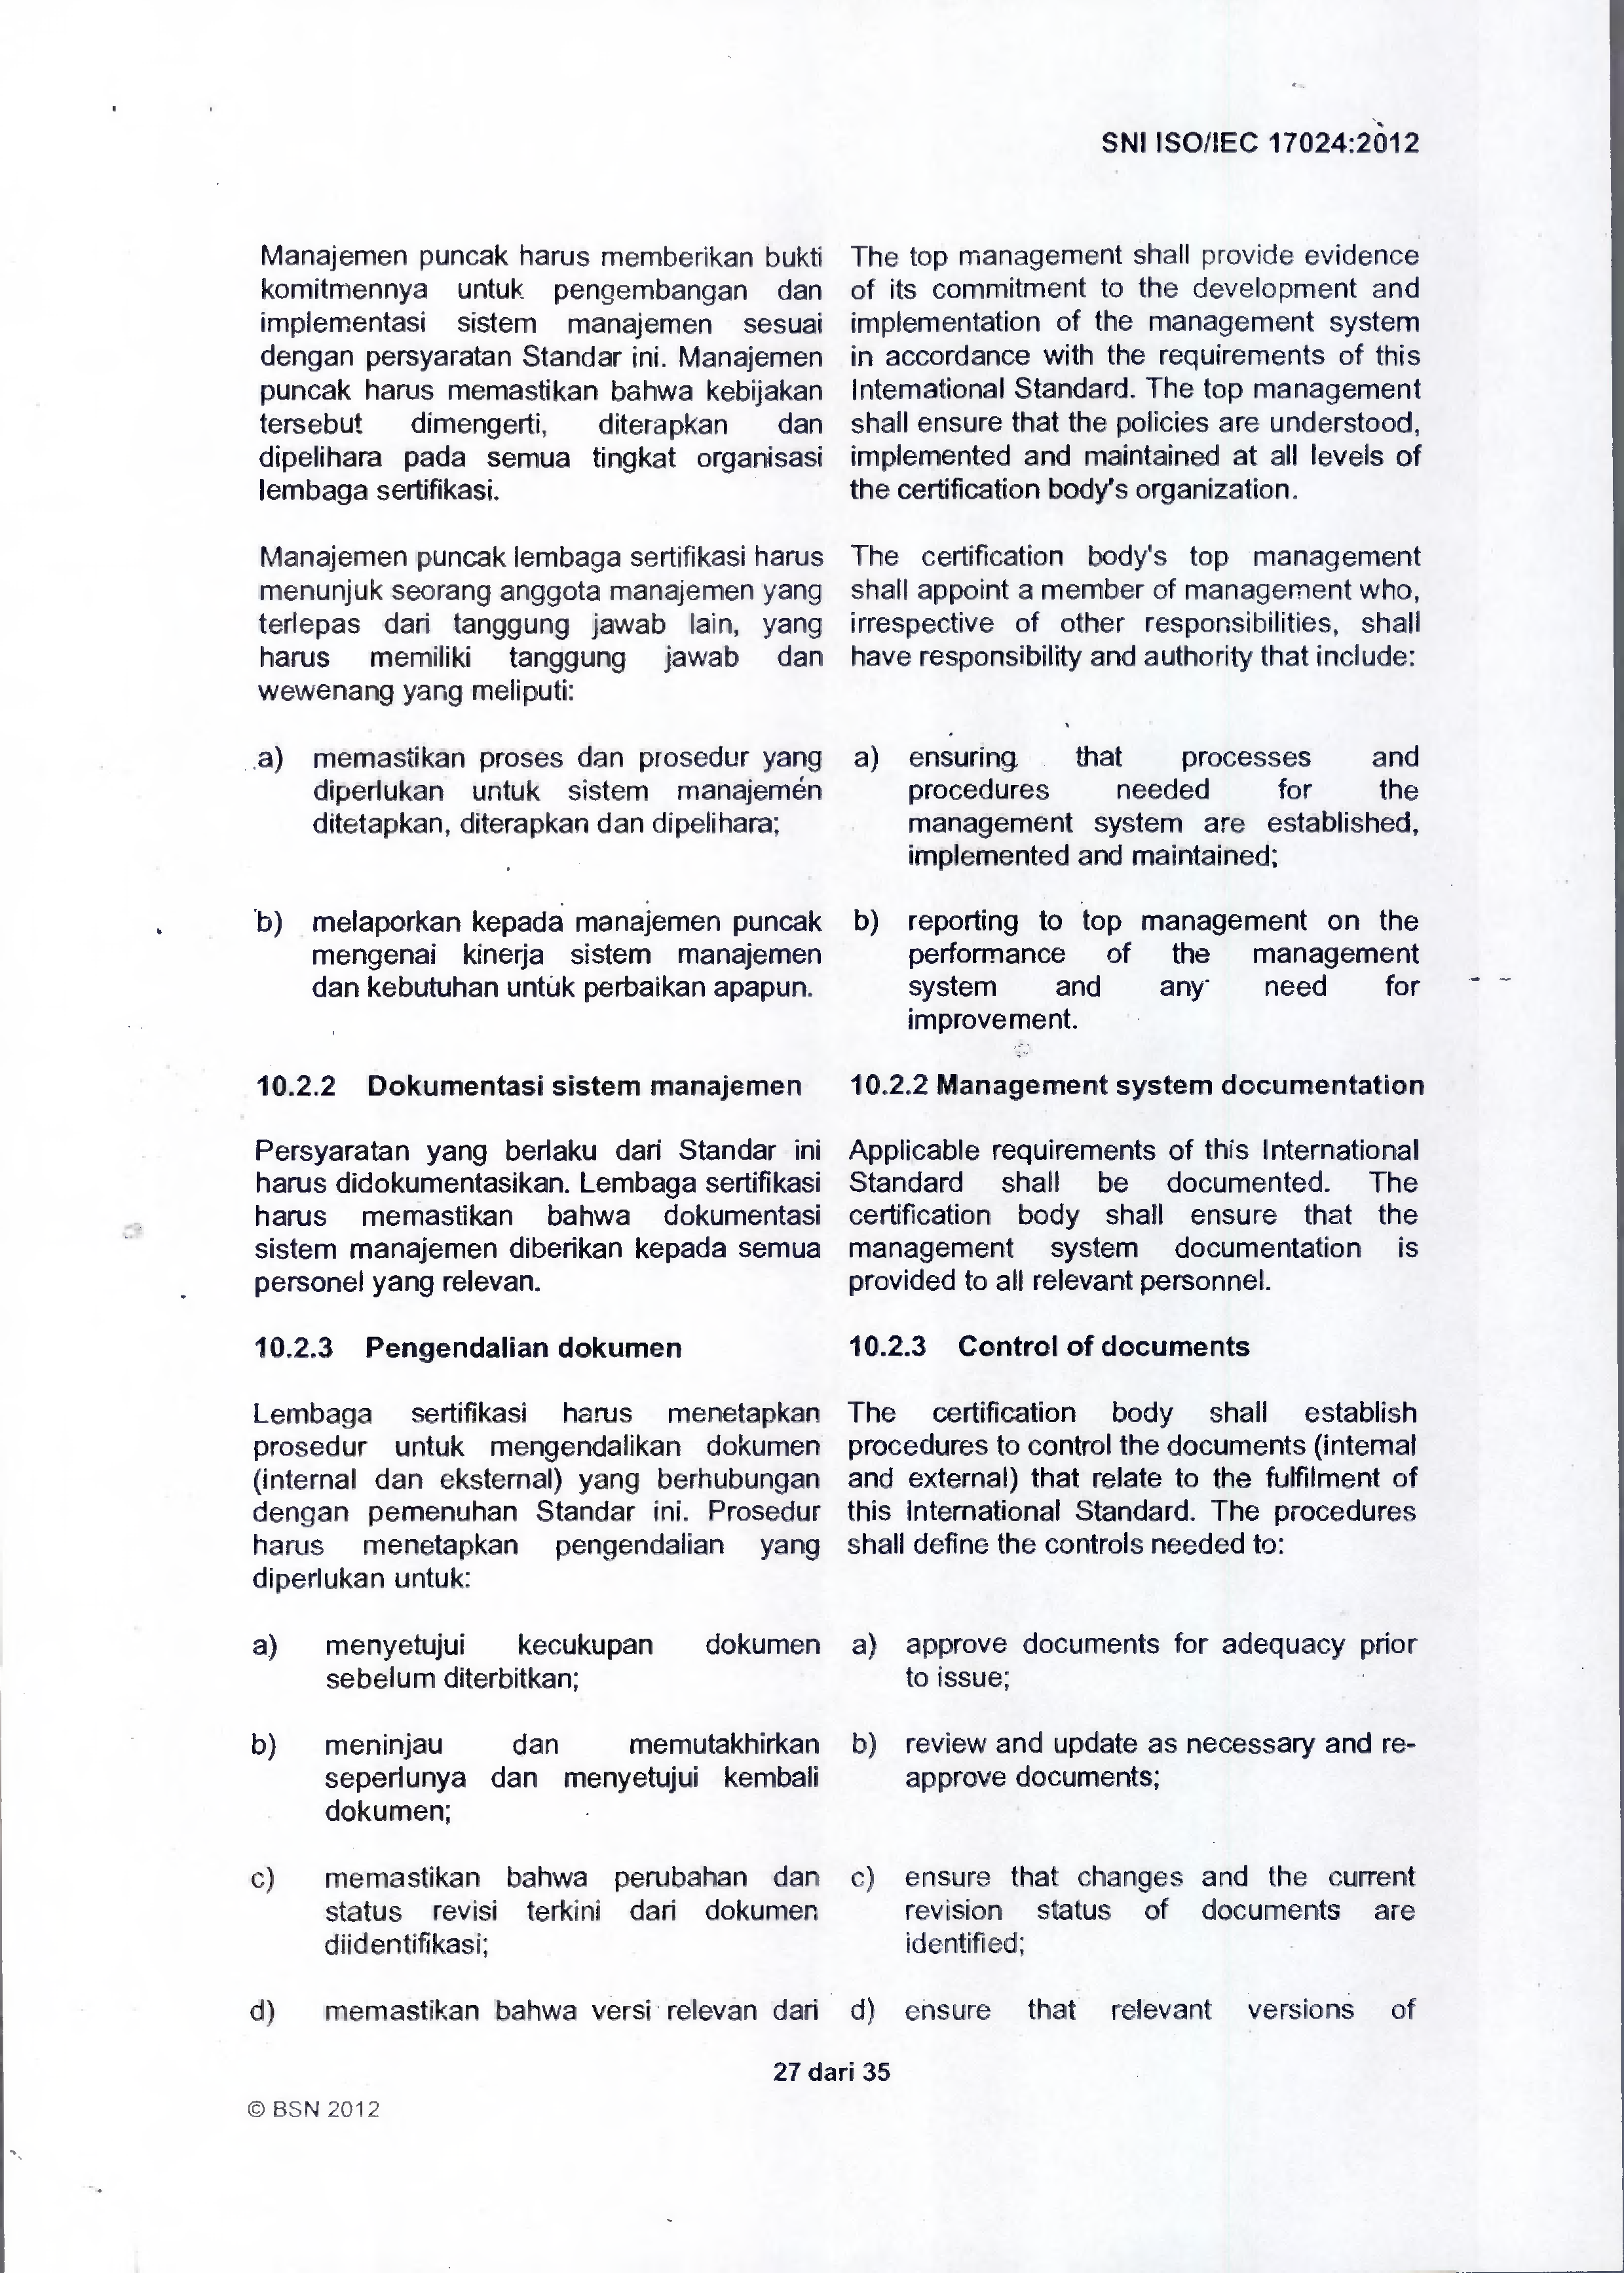 SNI ISO/IEC 17024:2012
Manajemen puncak harus memberikan bukti
komitmennya untuk pengembangan dan
implementasi sistem manajemen sesuai
dengan persyaratan Standar ini. Manajemen
puncak harus memastikan bahwa kebijakan
tersebut dimengerti, diterapkan dan
dipelihara pada semua tingkat organisasi
lembaga sertifikasi.
Manajemen puncak lembaga sertifikasi harus
menunjuk seorang anggota manajemen yang
terlepas dari tanggung jawab lain, yang
harus memiliki tanggung jawab dan
wewenang yang meliputi:
a) memastikan proses dan prosedur yang
diperlukan untuk sistem manajemen
ditetapkan, diterapkan dan dipelihara;
b) melaporkan kepada manajemen puncak
mengenai kinerja sistem manajemen
dan kebutuhan untuk perbaikan apapun.
10.2.2 Dokumentasi sistem manajemen
Persyaratan yang berlaku dari Standar ini
harus didokumentasikan. Lembaga sertifikasi
harus memastikan bahwa dokumentasi
sistem manajemen diberikan kepada semua
personel yang relevan.
10.2.3 Pengendalian dokumen
Lembaga sertifikasi harus menetapkan
prosedur untuk mengendalikan dokumen
(internal dan eksternal) yang berhubungan
dengan pemenuhan Standar ini. Prosedur
harus menetapkan pengendalian yang
diperlukan untuk:
a) menyetujui kecukupan dokumen
sebelum diterbitkan;
b) meninjau dan memutakhirkan
seperlunya dan menyetujui kembali
dokumen;
c) memastikan bahwa perubahan dan
status revisi terkini dari dokumen
diidentifikasi;
d) memastikan bahwa versi relevan dari
The top management shall provide evidence
of its commitment to the development and
implementation of the management system
in accordance with the requirements of this
International Standard. The top management
shall ensure that the policies are understood,
implemented and maintained at all levels of
the certification body's organization.
The certification body's top management
shall appoint a member of management who,
irrespective of other responsibilities, shall
have responsibility and authority that include:
a) ensuring that processes and
procedures needed for the
management system are established,
implemented and maintained;
b) reporting to top management on the
performance of the management
system and any need for
improvement.
10.2.2 Management system documentation
Applicable requirements of this International
Standard shall be documented. The
certification body shall ensure that the
management system documentation is
provided to all relevant personnel.
10.2.3 Control of documents
The certification body shall establish
procedures to control the documents (internal
and external) that relate to the fulfilment of
this International Standard. The procedures
shall define the controls needed to:
a) approve documents for adequacy prior
to issue;
b) review and update as necessary and re-
approve documents;
c) ensure that changes and the current
revision status of documents are
identified;
d) ensure that relevant versions of
27 dari 35
© BSN 2012